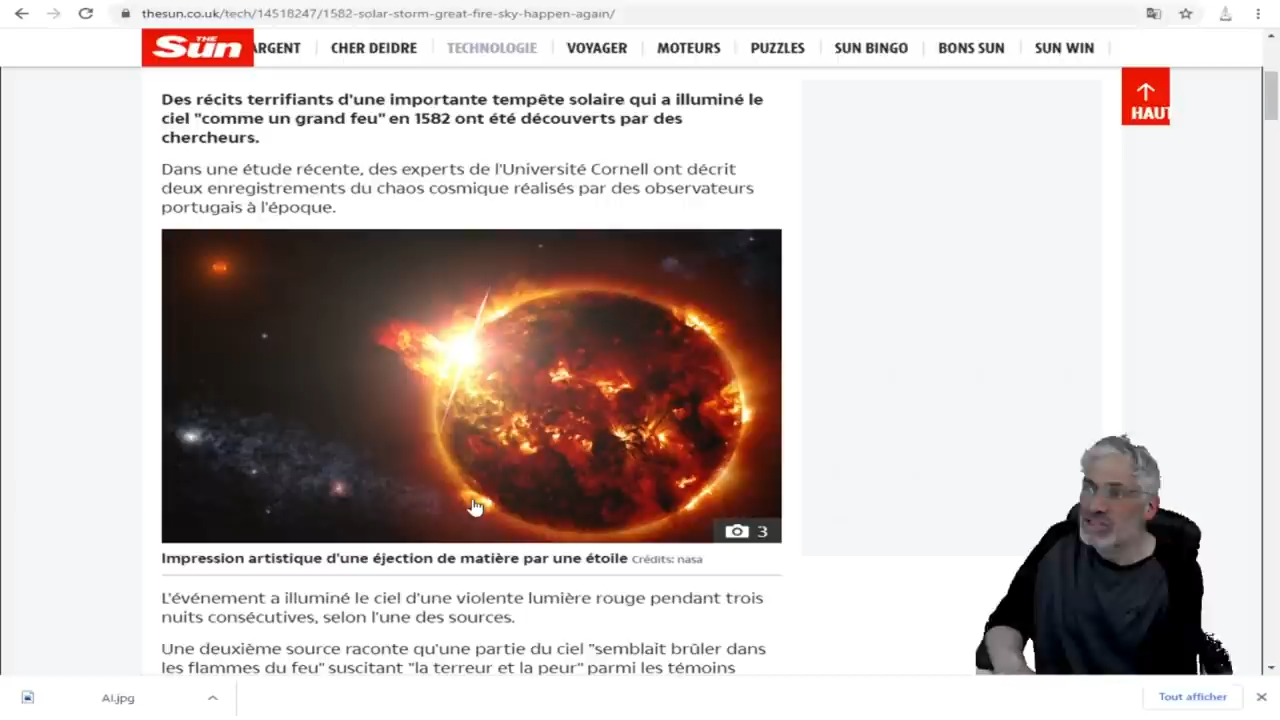 thesun.co.uk/tech/14518247/1582-solar-storm-great-fire-sky-happen-again/
THE Sun
ARGENT
CHER DEIDRE
TECHNOLOGIE
VOYAGER
MOTEURS
PUZZLES
SUN BINGO
BONS SUN
SUN WIN
HAUT
Des récits terrifiants d'une importante tempête solaire qui a illuminé le
ciel "comme un grand feu" en 1582 ont été découverts par des
chercheurs.
Dans une étude récente, des experts de l'Université Cornell ont décrit
deux enregistrements du chaos cosmique réalisés par des observateurs
portugais à l'époque.
3
Impression artistique d'une éjection de matière par une étoile Crédits: nasa
L'événement a illuminé le ciel d'une violente lumière rouge pendant trois
nuits consécutives, selon l'une des sources.
Une deuxième source raconte qu'une partie du ciel "semblait brûler dans
les flammes du feu" suscitant "la terreur et la peur" parmi les témoins
AI.jpg
Tout afficher